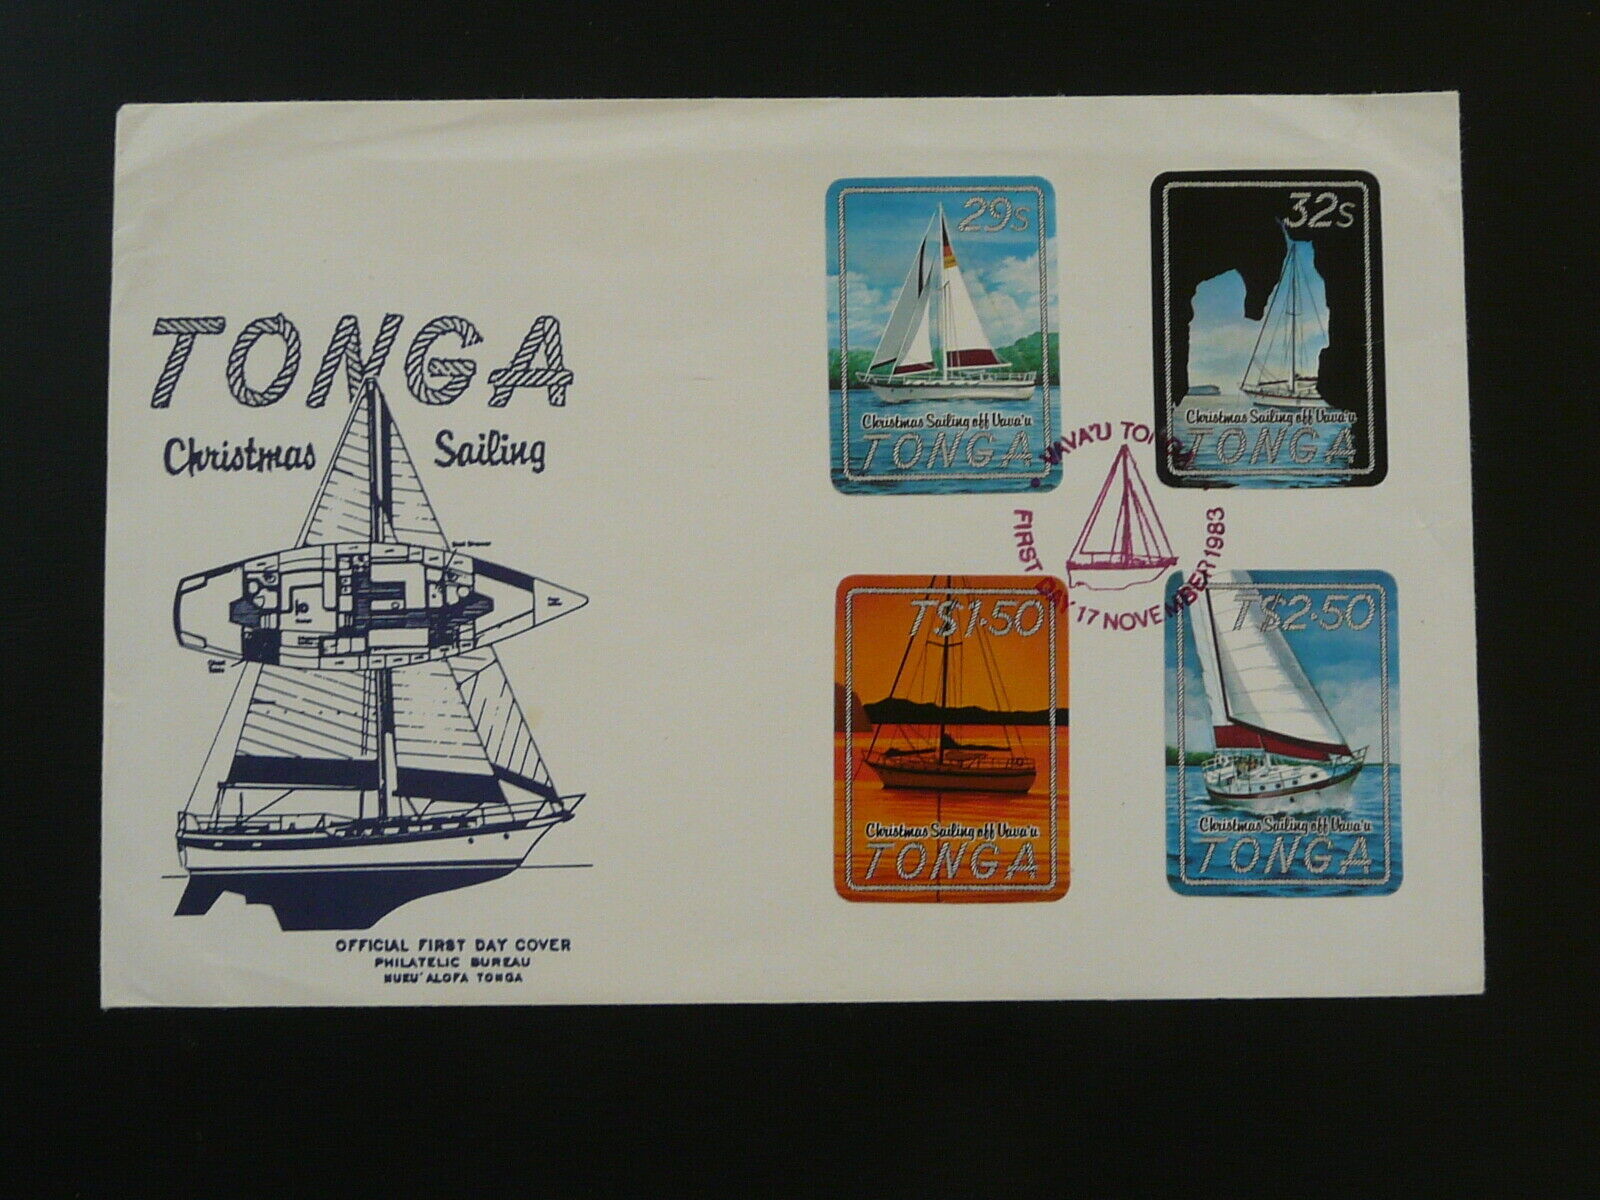 TONGA
Christmas Sailing
OFFICIAL FIRST DAY COVER
PHILATELIC BUREAU
NUKU'ALOFA TONGA
29s
Christmas Sailing off Vava'u
TONGA
32s
Christmas Sailing off Vava'u
TONGA
VAVA'U TONGA
FIRST DAY 17 NOVEMBER 1983
T$1·50
Christmas Sailing off Vava'u
TONGA
T$2·50
Christmas Sailing off Vava'u
TONGA